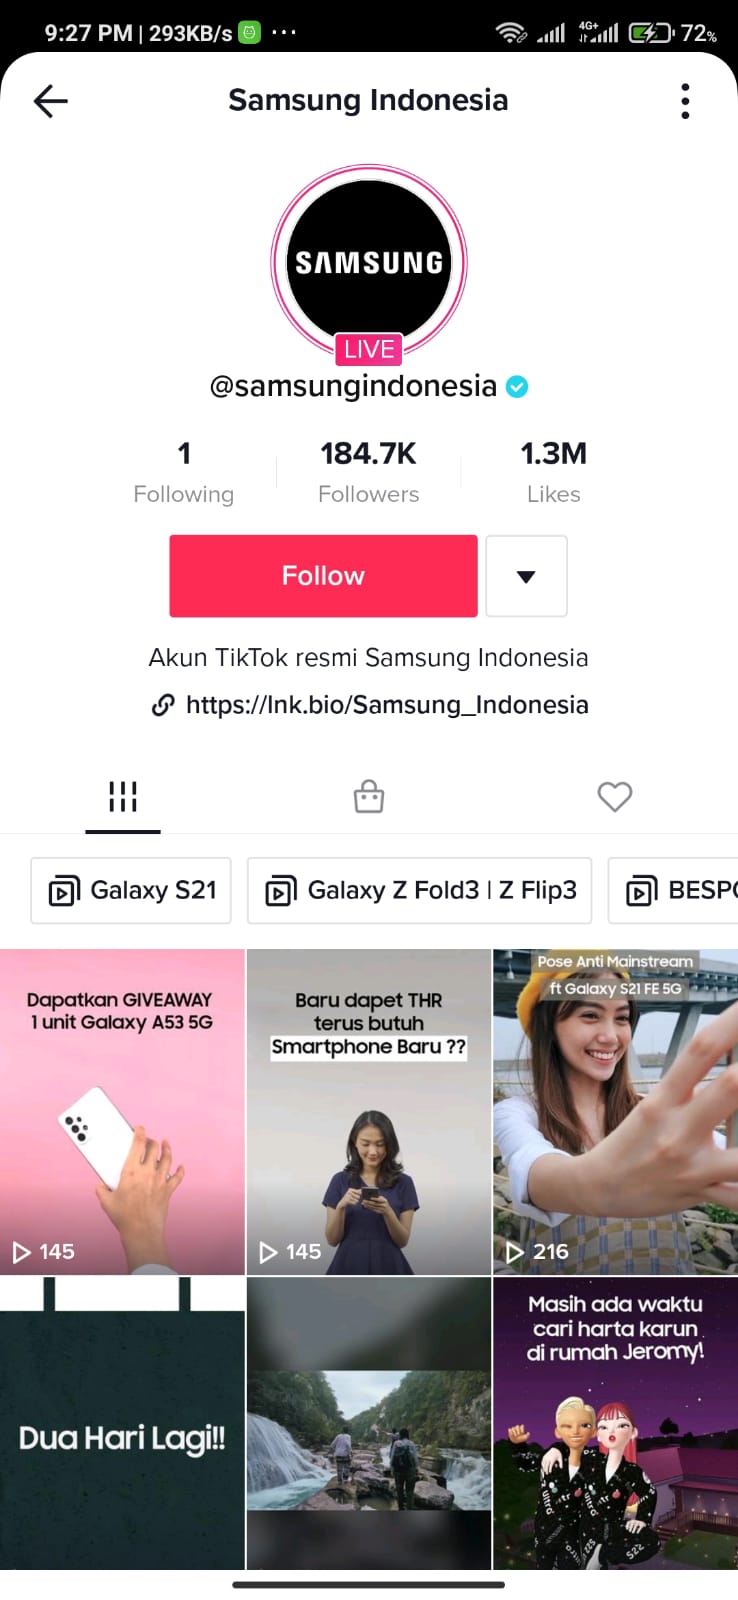 9:27 PM | 293KB/s ...
4G+
72%
Samsung Indonesia
SAMSUNG
LIVE
@samsungindonesia
1
184.7K
1.3M
Following
Followers
Likes
Follow
Akun TikTok resmi Samsung Indonesia
https://lnk.bio/Samsung_Indonesia
Galaxy S21
Galaxy Z Fold3 | Z Flip3
BESPO
Dapatkan GIVEAWAY
1 unit Galaxy A53 5G
145
Baru dapet THR
terus butuh
Smartphone Baru ??
145
Pose Anti Mainstream
ft Galaxy S21 FE 5G
216
Dua Hari Lagi!!
Masih ada waktu
cari harta karun
di rumah Jeromy!